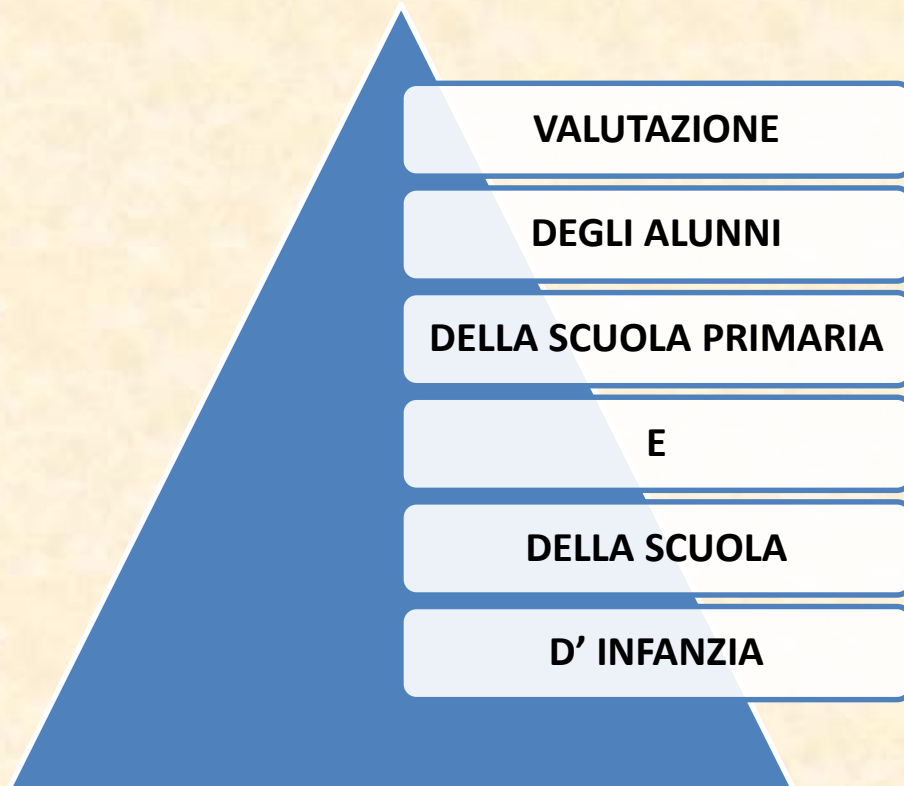 VALUTAZIONE
DEGLI ALUNNI
DELLA SCUOLA PRIMARIA
E
DELLA SCUOLA
D’ INFANZIA